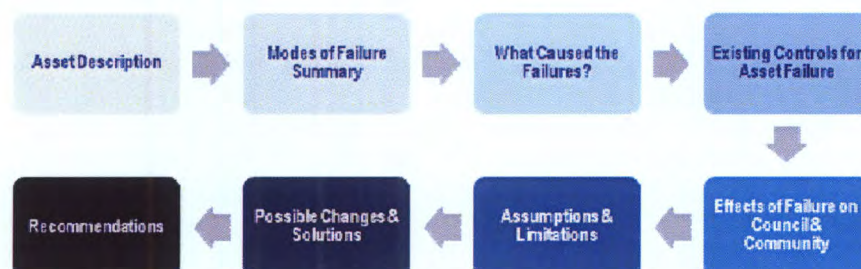 Asset Description
Modes of Failure
Summary
What Caused the
Failures?
Existing Controls for
Asset Failure
Effects of Failure on
Council &
Community
Assumptions &
Limitations
Possible Changes &
Solutions
Recommendations